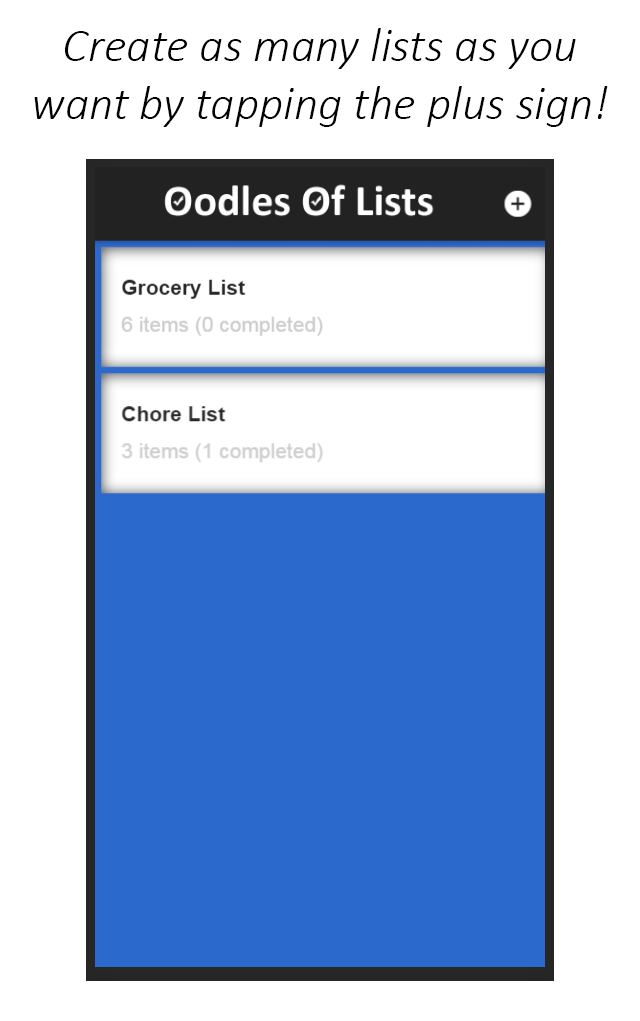 Create as many lists as you
want by tapping the plus sign!
Oodles Of Lists
Grocery List
6 items (0 completed)
Chore List
3 items (1 completed)